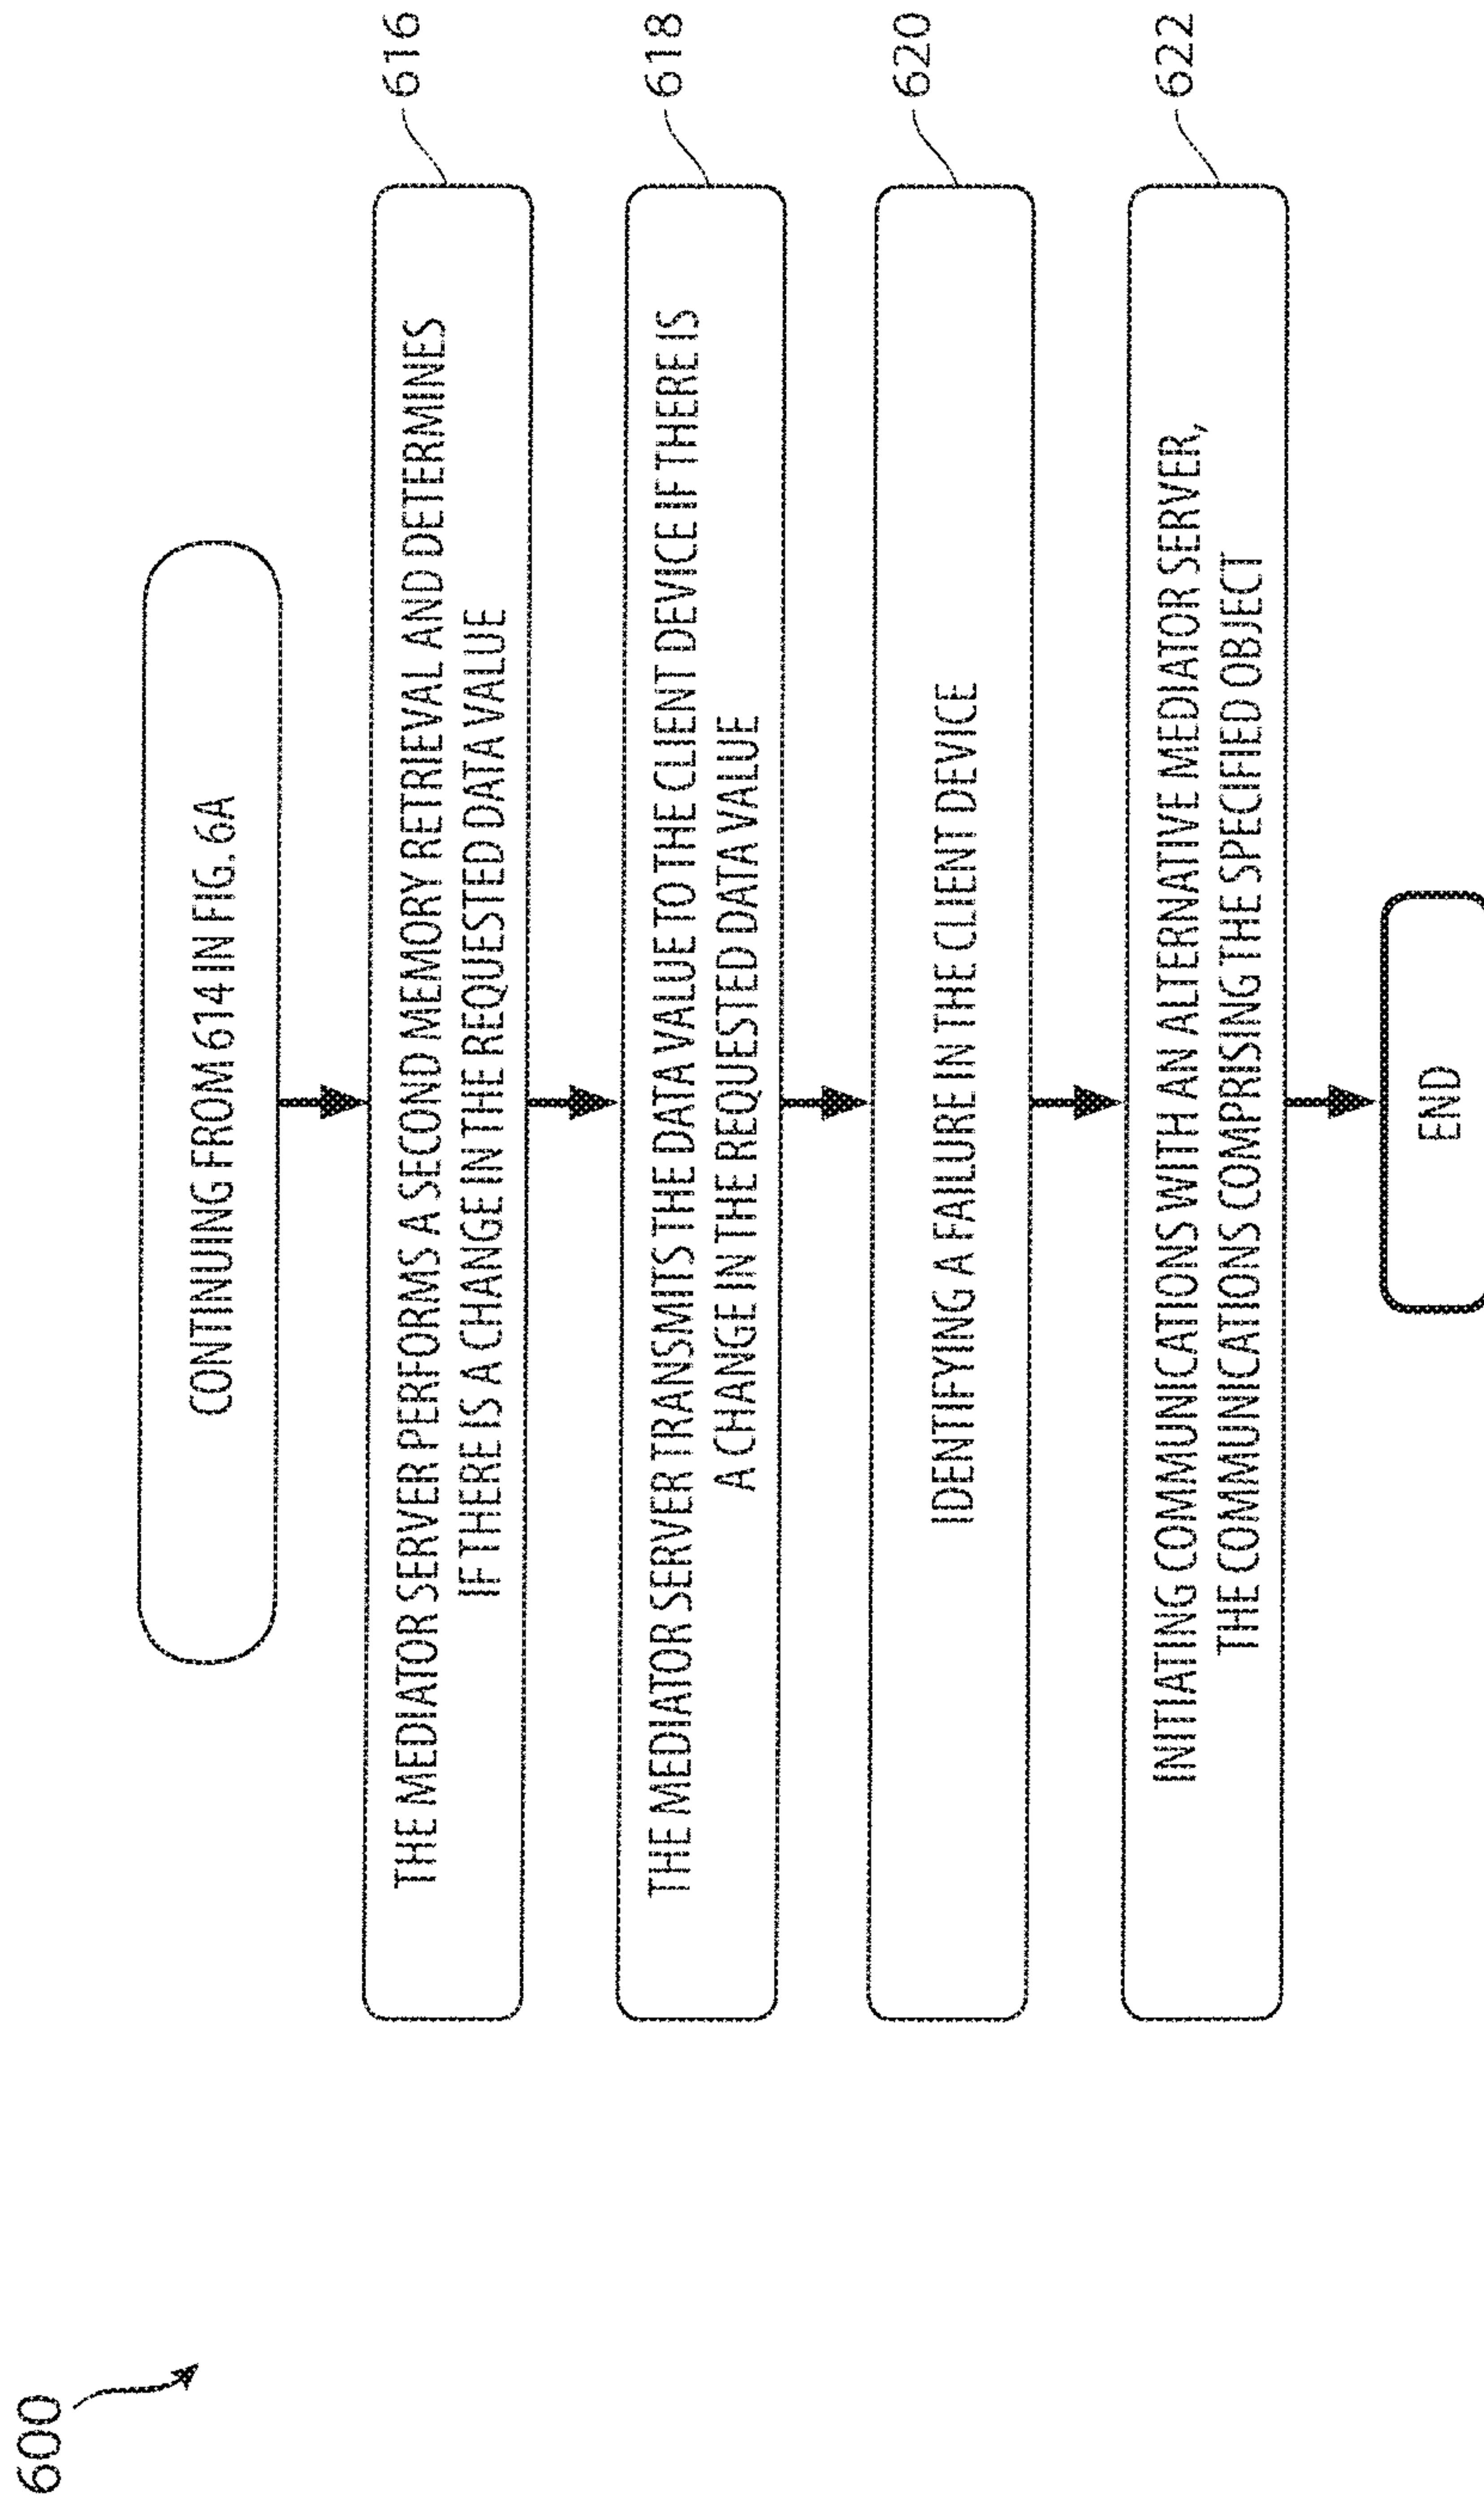 600
CONTINUING FROM 614 IN FIG. 6A
THE MEDIATOR SERVER PERFORMS A SECOND MEMORY RETRIEVAL AND DETERMINES
IF THERE IS A CHANGE IN THE REQUESTED DATA VALUE
616
THE MEDIATOR SERVER TRANSMITS THE DATA VALUE TO THE CLIENT DEVICE IF THERE IS
A CHANGE IN THE REQUESTED DATA VALUE
618
IDENTIFYING A FAILURE IN THE CLIENT DEVICE
620
INITIATING COMMUNICATIONS WITH AN ALTERNATIVE MEDIATOR SERVER,
THE COMMUNICATIONS COMPRISING THE SPECIFIED OBJECT
622
END